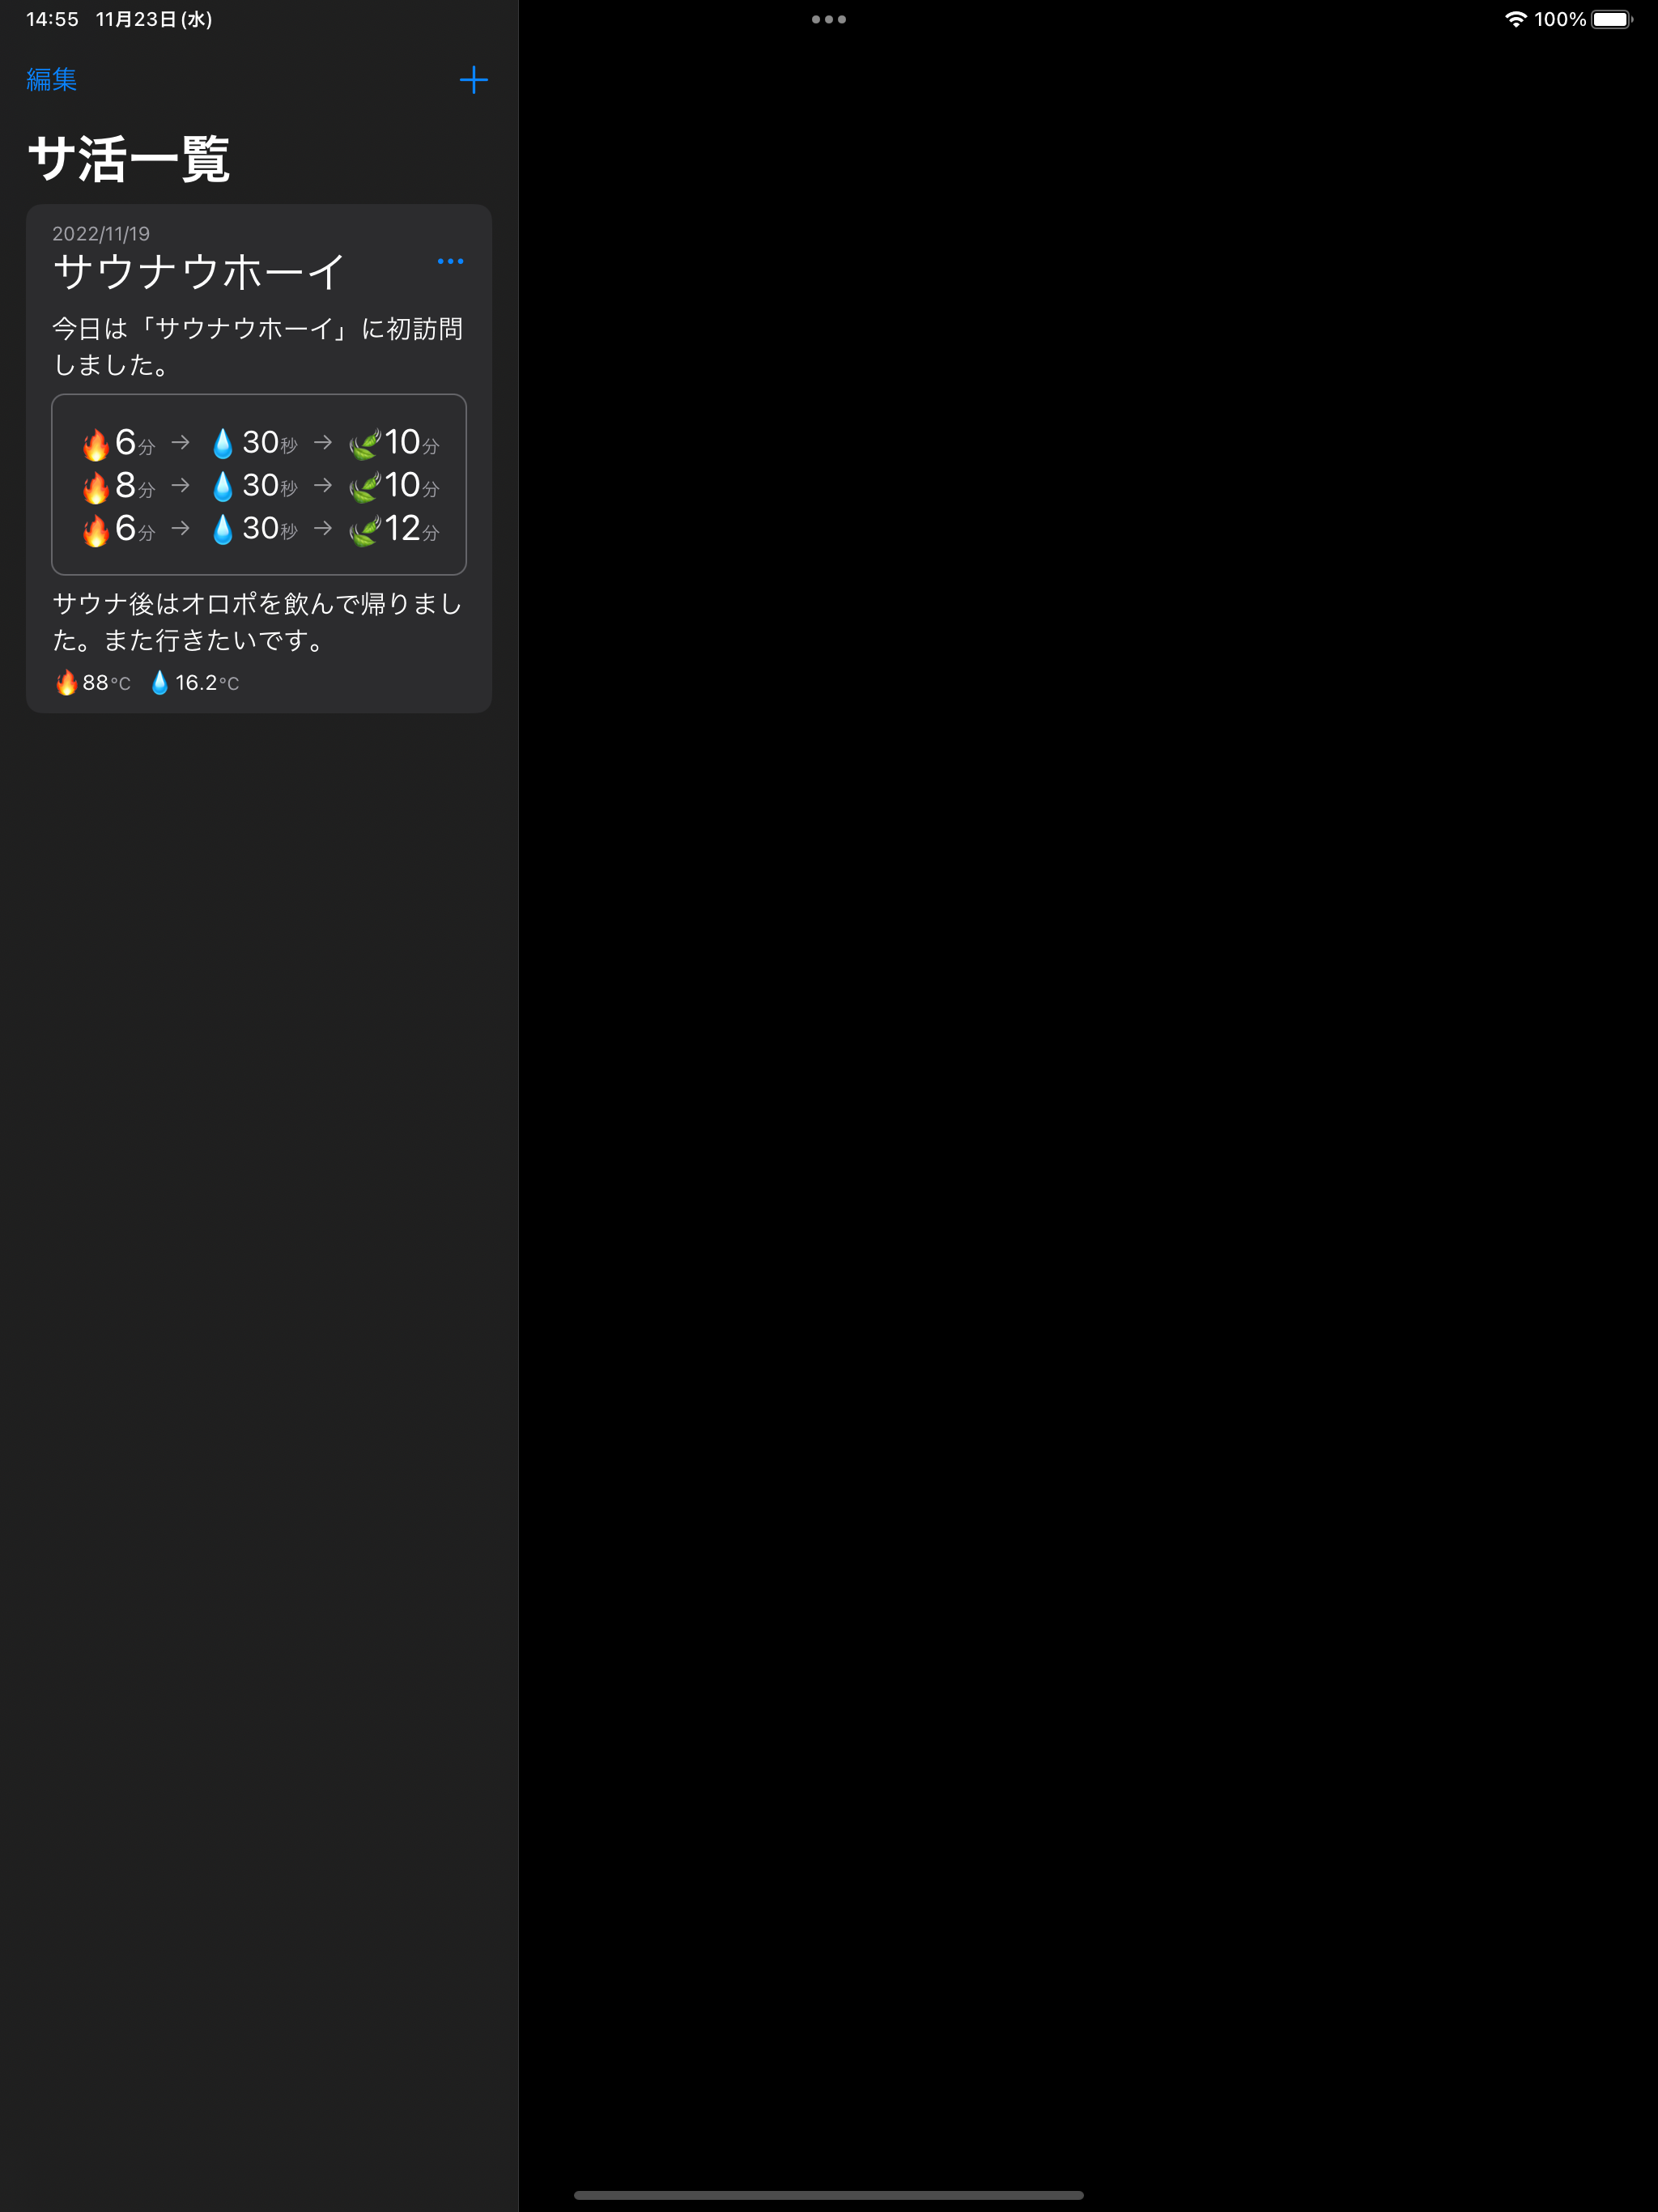 14:55 11月23日(水)
100%
編集
サ活一覧
2022/11/19
サウナウホーイ
今日は「サウナウホーイ」に初訪問
しました。
🔥6分 → 💧30秒 → 🍃10分
🔥8分 → 💧30秒 → 🍃10分
🔥6分 → 💧30秒 → 🍃12分
サウナ後はオロポを飲んで帰りまし
た。また行きたいです。
🔥88℃ 💧16.2℃